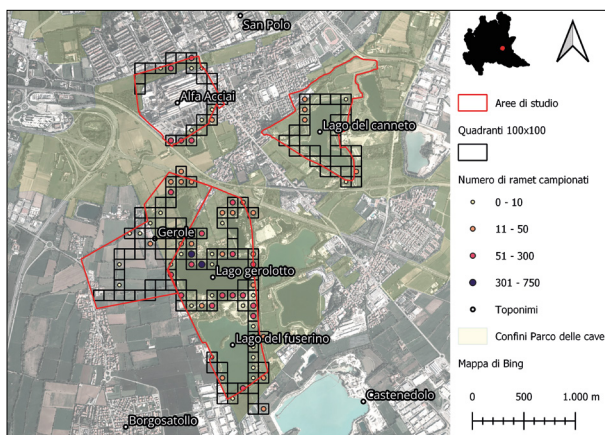 San Polo
Alfa Acciai
Lago del canneto
Gerole
Lago gerolotto
Lago del fuserino
Castenedolo
Borgosatollo
Aree di studio
Quadranti 100x100
Numero di ramet campionati
0 - 10
11 - 50
51 - 300
301 - 750
Toponimi
Confini Parco delle cave
Mappa di Bing
0 500 1.000 m